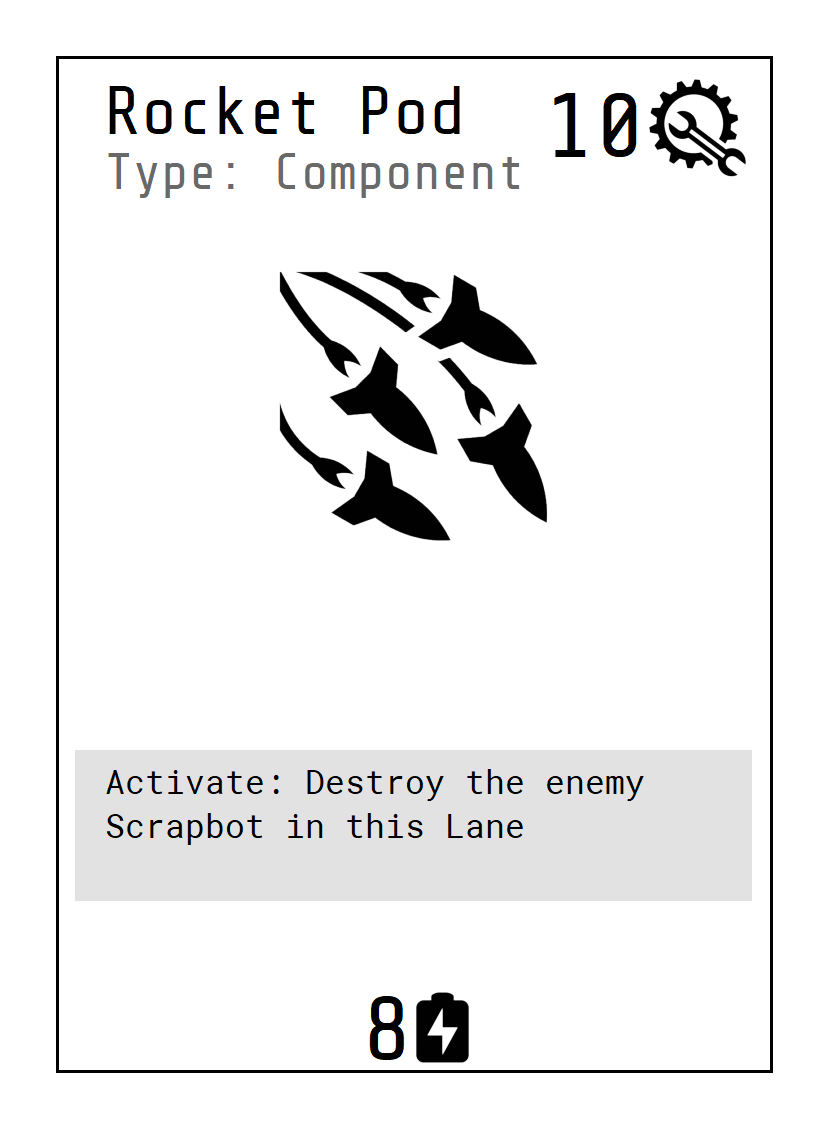 Rocket Pod
10
Type: Component
Activate: Destroy the enemy
Scrapbot in this Lane
8